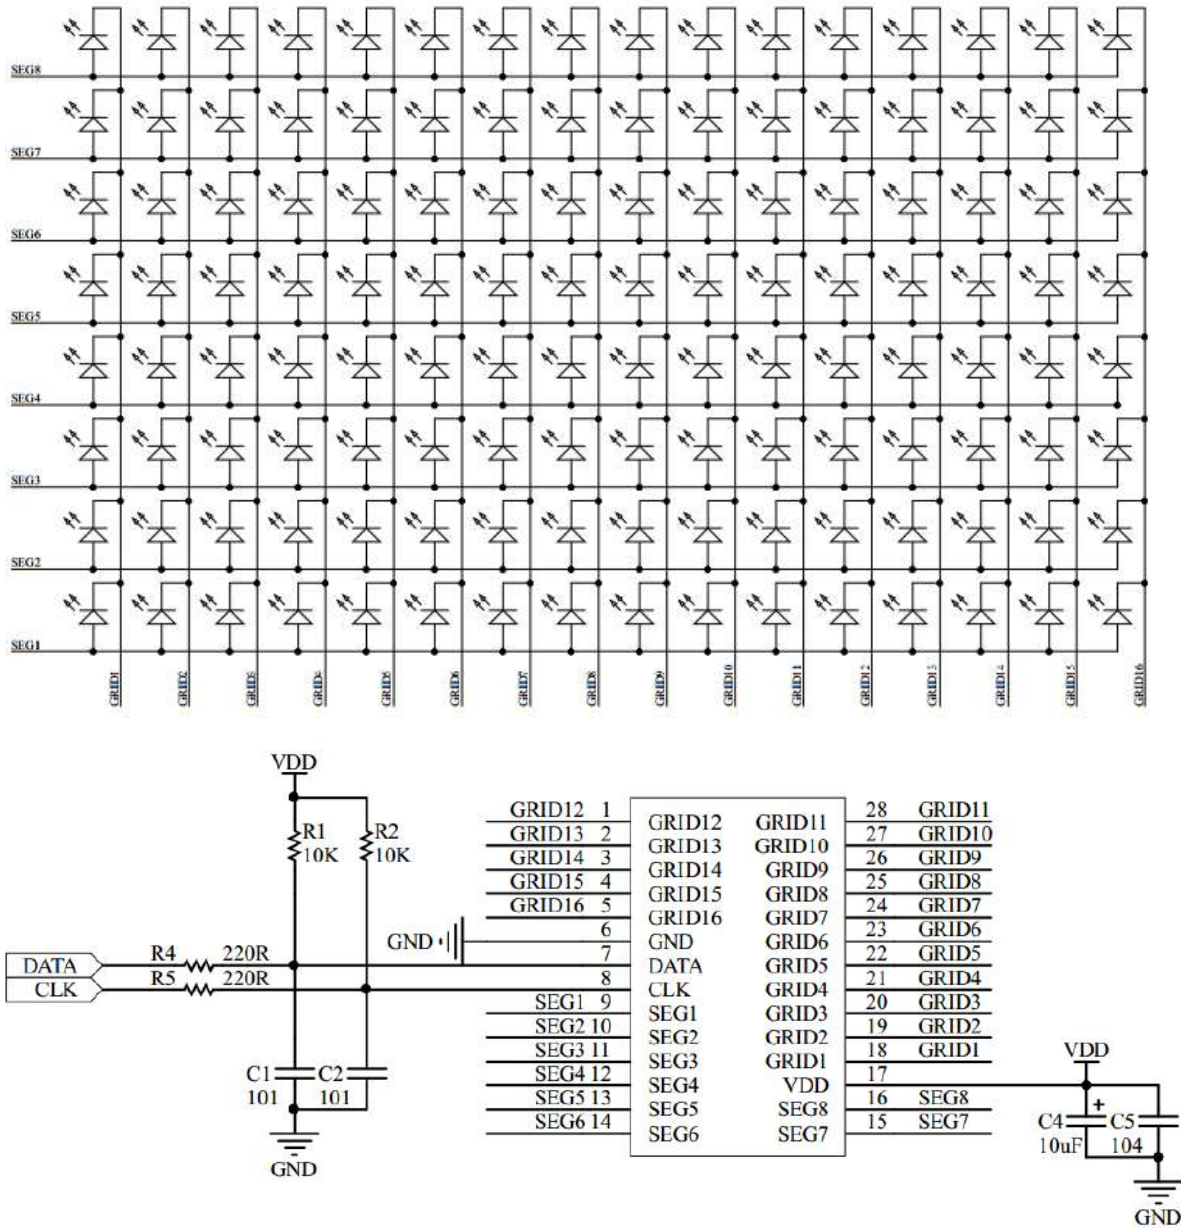 SEG8
SEG7
SEG6
SEG5
SEG4
SEG3
SEG2
SEG1
GRID1
GRID2
GRID3
GRID4
GRID5
GRID6
GRID7
GRID8
GRID9
GRID10
GRID11
GRID12
GRID13
GRID14
GRID15
GRID16
VDD
R1
10K
R2
10K
DATA
R4
220R
CLK
R5
220R
C1
101
C2
101
GND
GND
GRID12 1
GRID13 2
GRID14 3
GRID15 4
GRID16 5
6
7
8
SEG1 9
SEG2 10
SEG3 11
SEG4 12
SEG5 13
SEG6 14
GRID12
GRID13
GRID14
GRID15
GRID16
GND
DATA
CLK
SEG1
SEG2
SEG3
SEG4
SEG5
SEG6
GRID11
GRID10
GRID9
GRID8
GRID7
GRID6
GRID5
GRID4
GRID3
GRID2
GRID1
VDD
SEG8
SEG7
28 GRID11
27 GRID10
26 GRID9
25 GRID8
24 GRID7
23 GRID6
22 GRID5
21 GRID4
20 GRID3
19 GRID2
18 GRID1
17
16 SEG8
15 SEG7
VDD
+
C4
10uF
C5
104
GND